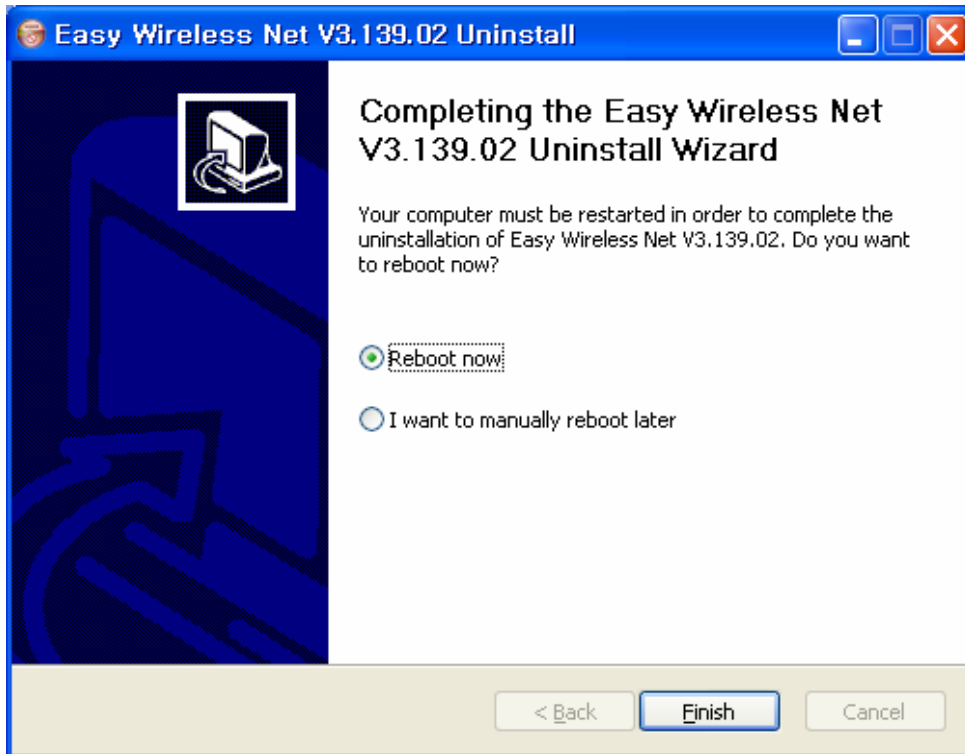 Easy Wireless Net V3.139.02 Uninstall
Completing the Easy Wireless Net
V3.139.02 Uninstall Wizard
Your computer must be restarted in order to complete the
uninstallation of Easy Wireless Net V3.139.02. Do you want
to reboot now?
Reboot now
I want to manually reboot later
< Back
Finish
Cancel